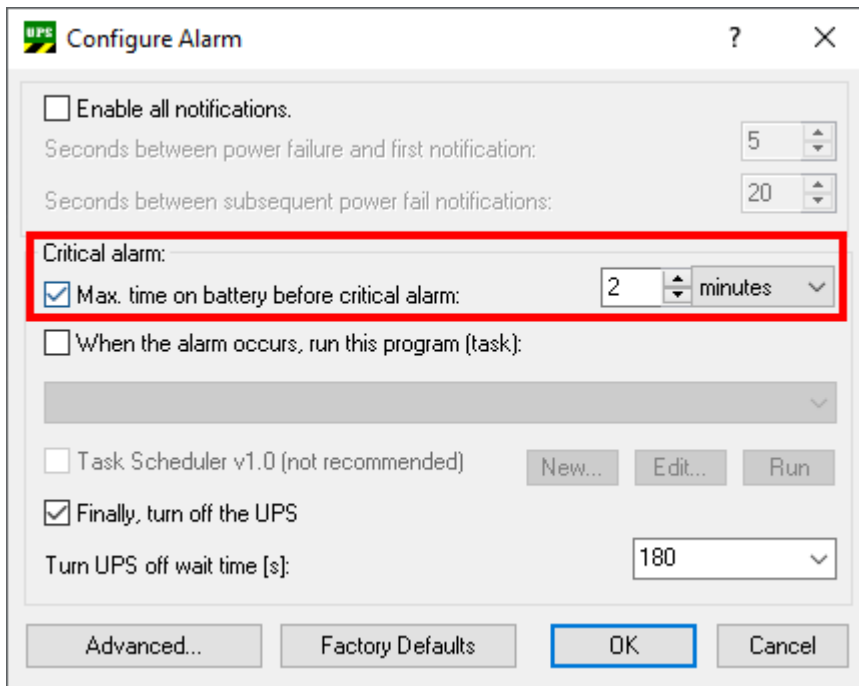 UPS
Configure Alarm
?
Enable all notifications.
Seconds between power failure and first notification: 5
Seconds between subsequent power fail notifications: 20
Critical alarm:
Max. time on battery before critical alarm: 2 minutes
When the alarm occurs, run this program (task):
Task Scheduler v1.0 (not recommended) New... Edit... Run
Finally, turn off the UPS
Turn UPS off wait time [s]: 180
Advanced... Factory Defaults OK Cancel